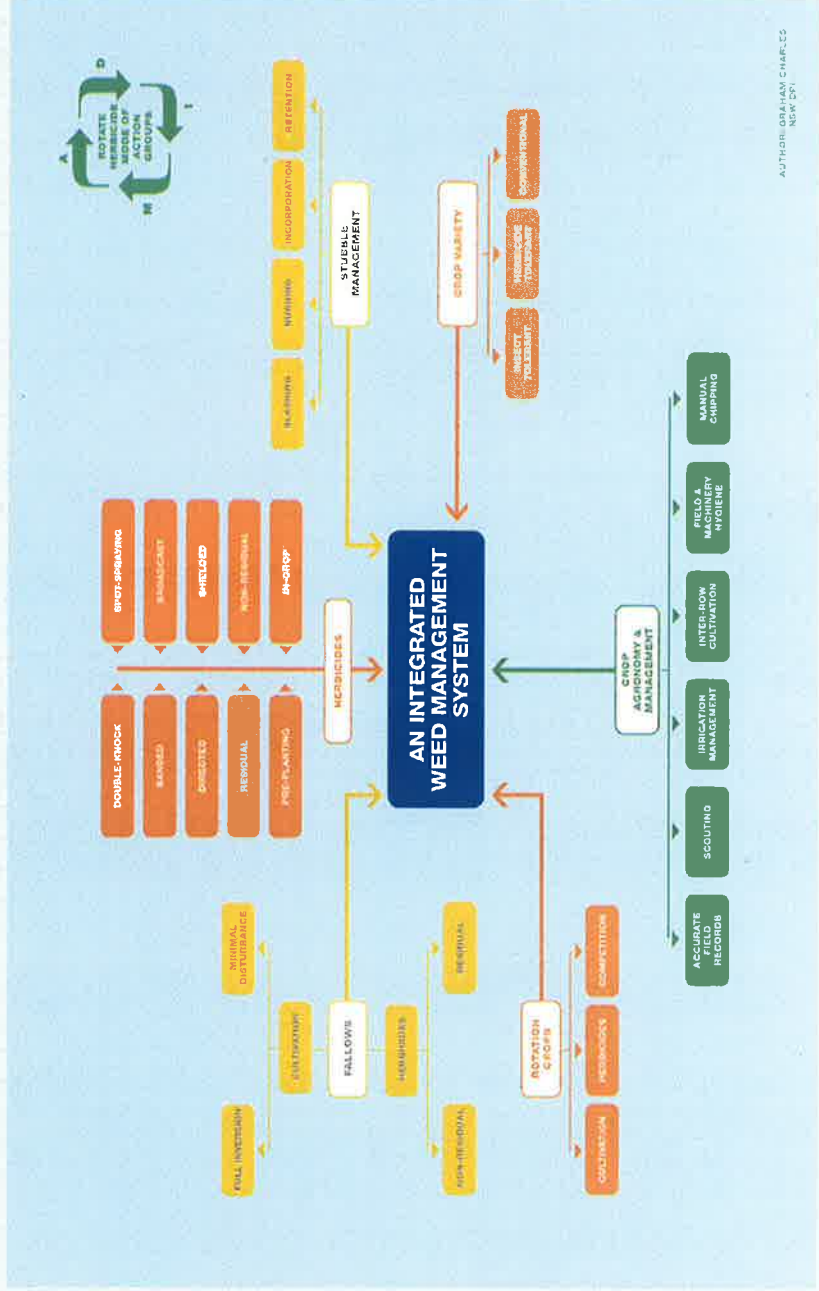 A
ROTATE
HERBICIDE
MODE OF
ACTION
GROUPS
D
M
I
DOUBLE-KNOCK
SPOT-SPRAYING
BANDED
BROADCAST
DIRECTED
SHIELDED
RESIDUAL
NON-RESIDUAL
PRE-PLANTING
IN-CROP
HERBICIDES
FULL INVERSION
MINIMAL
DISTURBANCE
CULTIVATION
FALLOWS
HERBICIDES
NON-RESIDUAL
RESIDUAL
SLASHING
BURNING
INCORPORATION
RETENTION
STUBBLE
MANAGEMENT
AN INTEGRATED
WEED MANAGEMENT
SYSTEM
CROP VARIETY
INSECT
TOLERANT
HERBICIDE
TOLERANT
CONVENTIONAL
ROTATION
CROPS
CULTIVATION
HERBICIDES
COMPETITION
CROP
AGRONOMY &
MANAGEMENT
ACCURATE
FIELD
RECORDS
SCOUTING
IRRIGATION
MANAGEMENT
INTER-ROW
CULTIVATION
FIELD &
MACHINERY
HYGIENE
MANUAL
CHIPPING
AUTHOR: GRAHAM CHARLES
NSW DPI